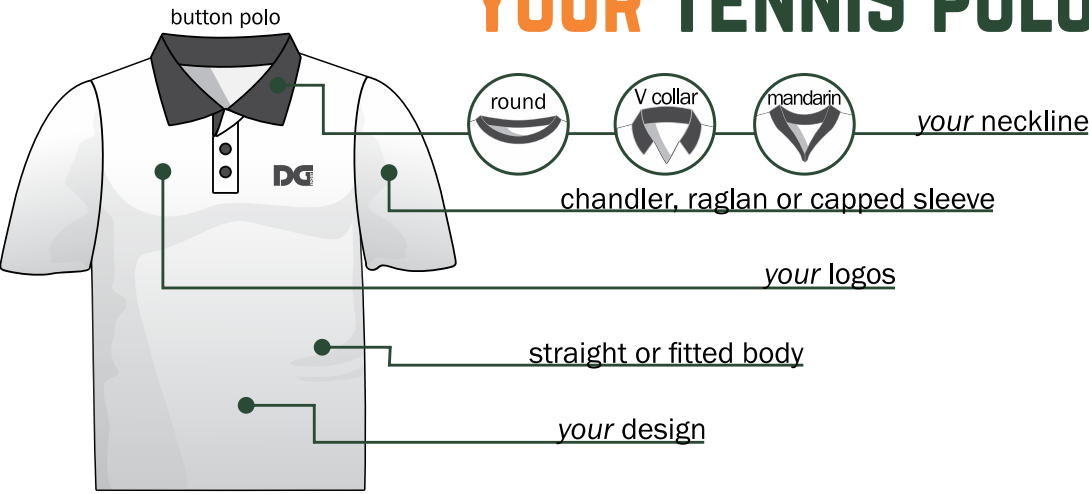 YOUR TENNIS POLO
button polo
round
V collar
mandarin
your neckline
DG
chandler, raglan or capped sleeve
your logos
straight or fitted body
your design